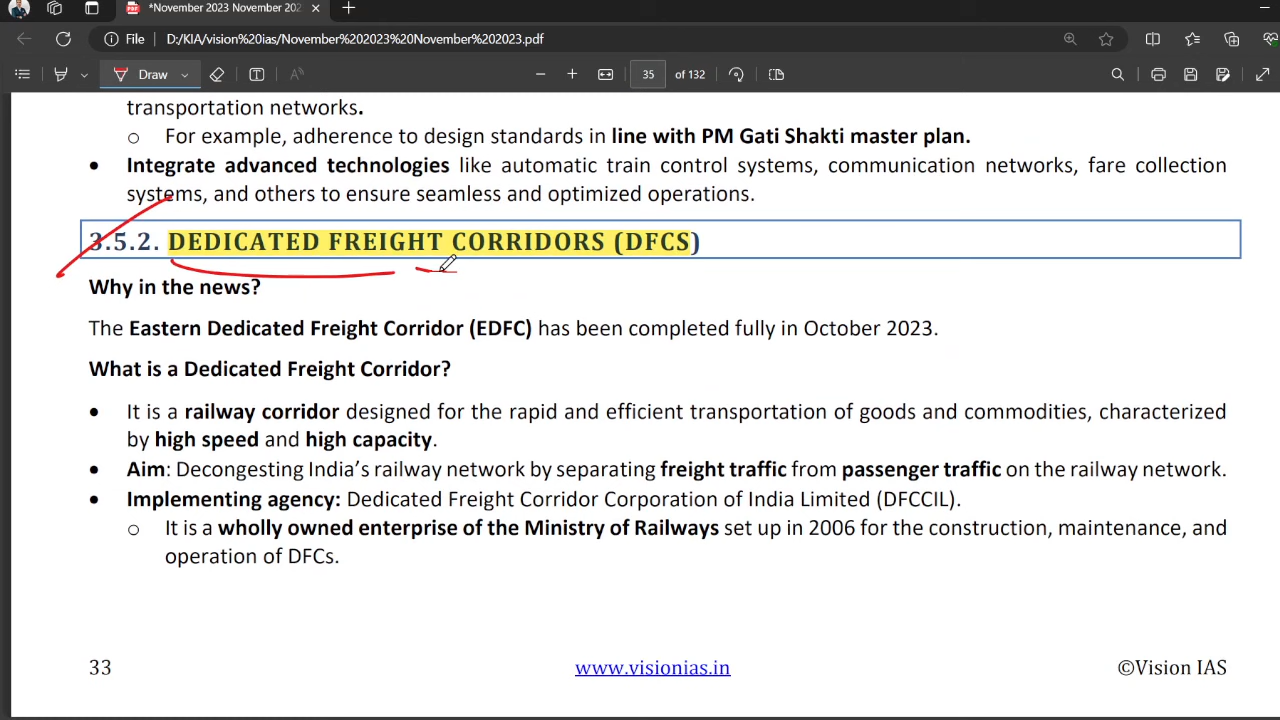 *November 2023 November 202
File D:/KIA/vision%20ias/November%202023%20November%202023.pdf
Draw 35 of 132
transportation networks.
o For example, adherence to design standards in line with PM Gati Shakti master plan.
• Integrate advanced technologies like automatic train control systems, communication networks, fare collection
systems, and others to ensure seamless and optimized operations.
3.5.2. DEDICATED FREIGHT CORRIDORS (DFCS)
Why in the news?
The Eastern Dedicated Freight Corridor (EDFC) has been completed fully in October 2023.
What is a Dedicated Freight Corridor?
• It is a railway corridor designed for the rapid and efficient transportation of goods and commodities, characterized
by high speed and high capacity.
• Aim: Decongesting India’s railway network by separating freight traffic from passenger traffic on the railway network.
• Implementing agency: Dedicated Freight Corridor Corporation of India Limited (DFCCIL).
o It is a wholly owned enterprise of the Ministry of Railways set up in 2006 for the construction, maintenance, and
operation of DFCs.
33 www.visionias.in ©Vision IAS